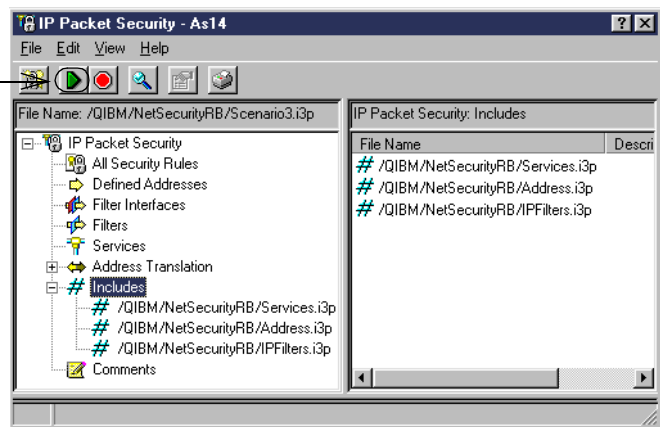 IP Packet Security - As14
File Edit View Help
File Name: /QIBM/NetSecurityRB/Scenario3.i3p
IP Packet Security: Includes
IP Packet Security
All Security Rules
Defined Addresses
Filter Interfaces
Filters
Services
Address Translation
Includes
/QIBM/NetSecurityRB/Services.i3p
/QIBM/NetSecurityRB/Address.i3p
/QIBM/NetSecurityRB/IPFilters.i3p
Comments
File Name Descri
/QIBM/NetSecurityRB/Services.i3p
/QIBM/NetSecurityRB/Address.i3p
/QIBM/NetSecurityRB/IPFilters.i3p